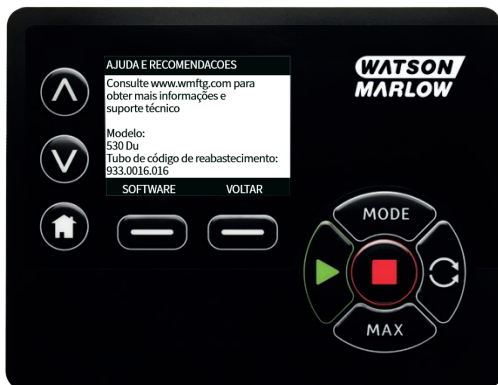 AJUDA E RECOMENDACOES
Consulte www.wmftg.com para
obter mais informações e
suporte técnico
Modelo:
530 Du
Tubo de código de reabastecimento:
933.0016.016
SOFTWARE VOLTAR
WATSON
MARLOW
MODE
MAX